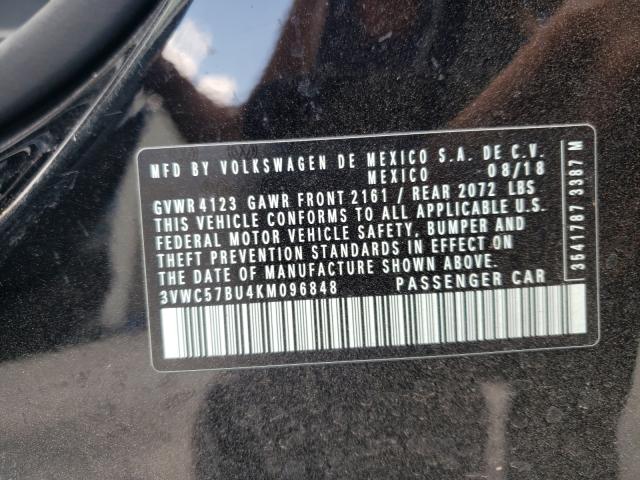 MFD BY VOLKSWAGEN DE MEXICO S.A. DE C.V.
MEXICO 08/18
GVWR 4123 GAWR FRONT 2161 / REAR 2072 LBS
THIS VEHICLE CONFORMS TO ALL APPLICABLE U.S.
FEDERAL MOTOR VEHICLE SAFETY, BUMPER AND
THEFT PREVENTION STANDARDS IN EFFECT ON
THE DATE OF MANUFACTURE SHOWN ABOVE.
3VWC57BU4KM096848 PASSENGER CAR
3541787 3387 M